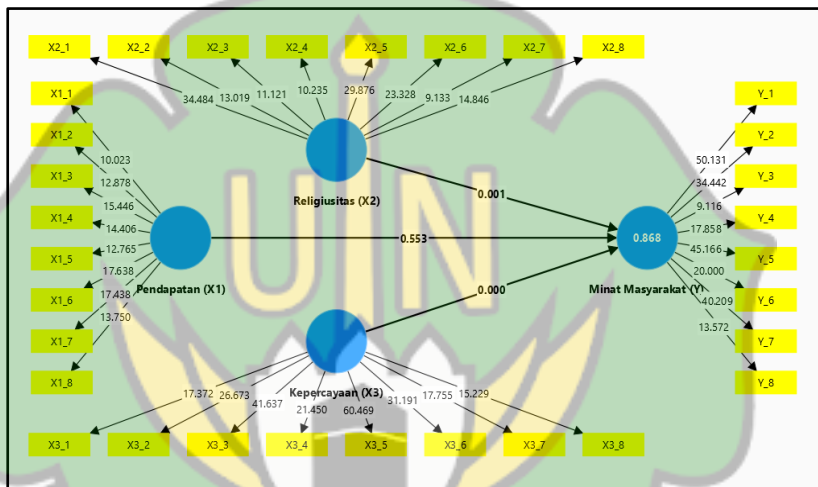 X2_1 X2_2 X2_3 X2_4 X2_5 X2_6 X2_7 X2_8
34.484 13.019 11.121 10.235 29.876 23.328 9.133 14.846
X1_1
X1_2
X1_3
X1_4
X1_5
X1_6
X1_7
X1_8
10.023
12.878
15.446
14.406
12.765
17.638
17.438
13.750
Religiusitas (X2)
Pendapatan (X1)
Kepercayaan (X3)
0.001
0.553
0.000
0.868
Minat Masyarakat (Y)
50.131
34.442
9.116
17.858
45.166
20.000
40.209
13.572
Y_1
Y_2
Y_3
Y_4
Y_5
Y_6
Y_7
Y_8
17.372 26.673 41.637 21.450 60.469 31.191 17.755 15.229
X3_1 X3_2 X3_3 X3_4 X3_5 X3_6 X3_7 X3_8
UIN